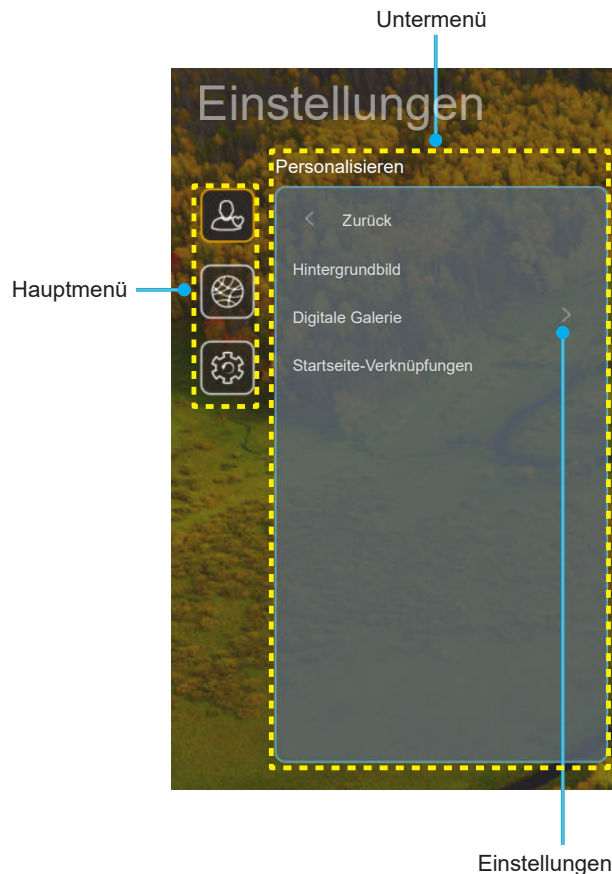 Untermenü
Einstellungen
Personalisieren
Zurück
Hintergrundbild
Hauptmenü
Digitale Galerie
Startseite-Verknüpfungen
Einstellungen